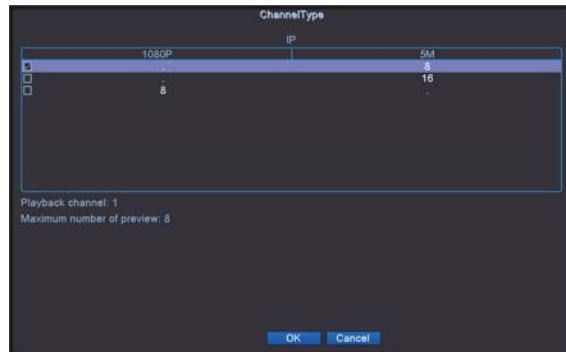 ChannelType
IP
1080P 5M
. 8
. 16
8 .
Playback channel: 1
Maximum number of preview: 8
OK Cancel